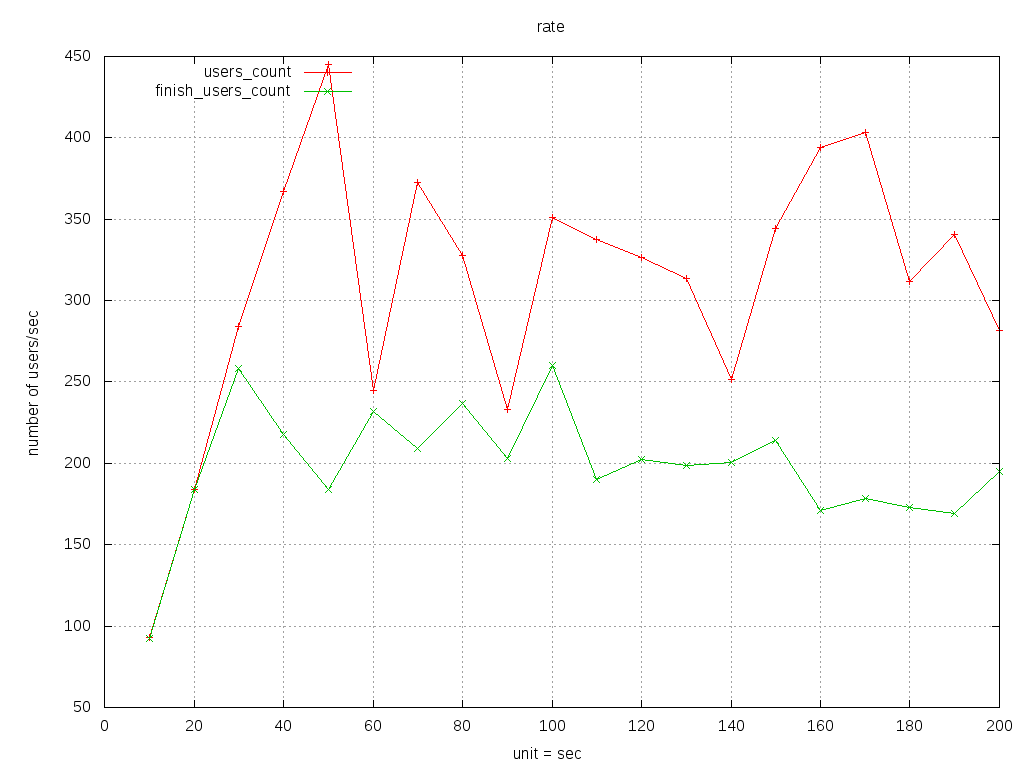 rate
450
400
350
300
250
200
150
100
50
users_count
finish_users_count
number of users/sec
0 20 40 60 80 100 120 140 160 180 200
unit = sec